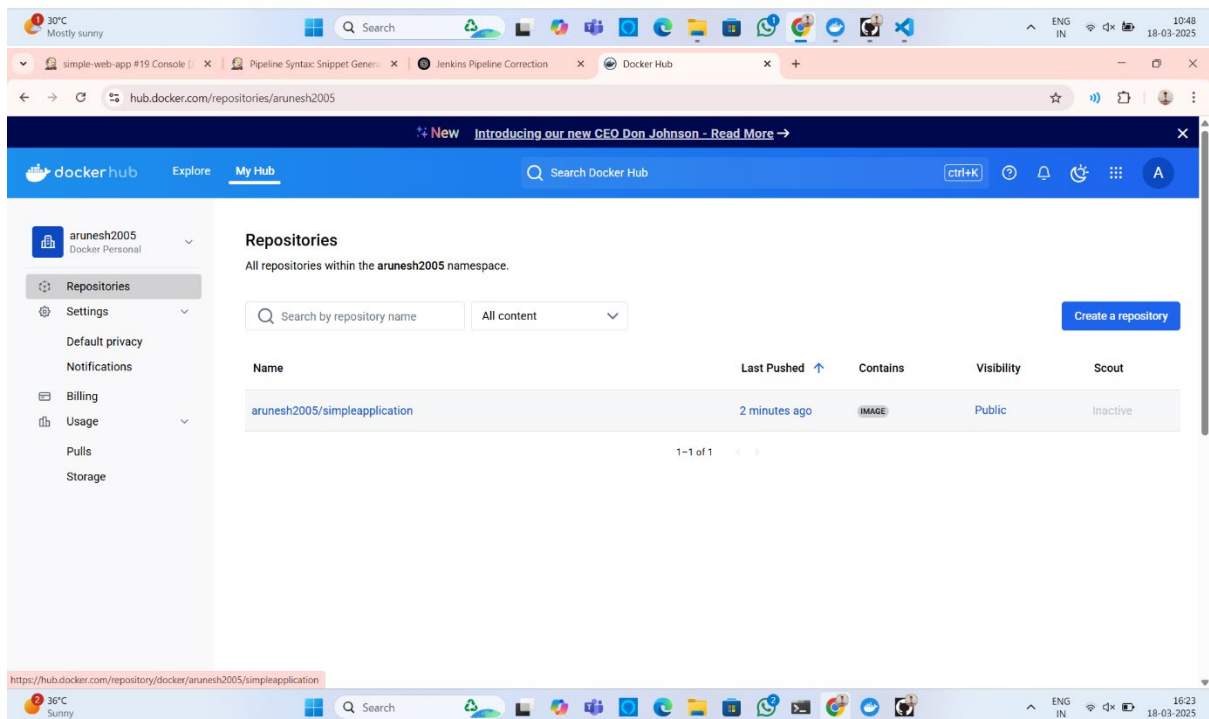 1 30°C
Mostly sunny
Search
1
ENG
IN
10:48
18-03-2025
simple-web-app #19 Console [
Pipeline Syntax: Snippet Genera
Jenkins Pipeline Correction
Docker Hub
hub.docker.com/repositories/arunesh2005
New Introducing our new CEO Don Johnson - Read More →
dockerhub Explore My Hub Search Docker Hub ctrl+K A
arunesh2005
Docker Personal
Repositories
Settings
Default privacy
Notifications
Billing
Usage
Pulls
Storage
Repositories
All repositories within the arunesh2005 namespace.
Search by repository name All content Create a repository
Name Last Pushed ↑ Contains Visibility Scout
arunesh2005/simpleapplication 2 minutes ago IMAGE Public Inactive
1–1 of 1
https://hub.docker.com/repository/docker/arunesh2005/simpleapplication
2 36°C
Sunny
Search
2
ENG
IN
16:23
18-03-2025